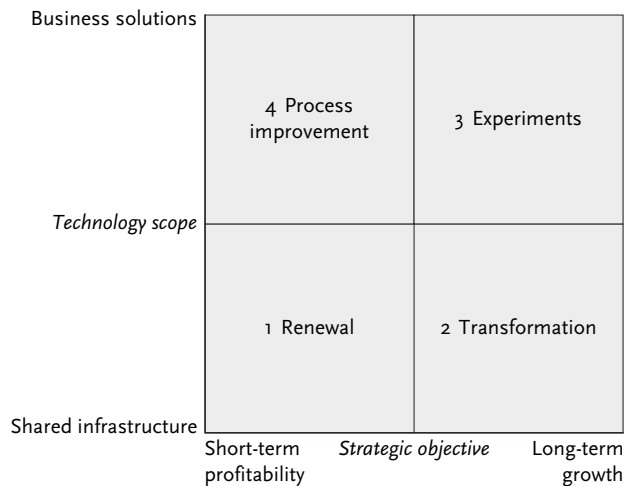 Business solutions
4 Process
improvement
3 Experiments
Technology scope
1 Renewal
2 Transformation
Shared infrastructure
Short-term
profitability
Strategic objective
Long-term
growth